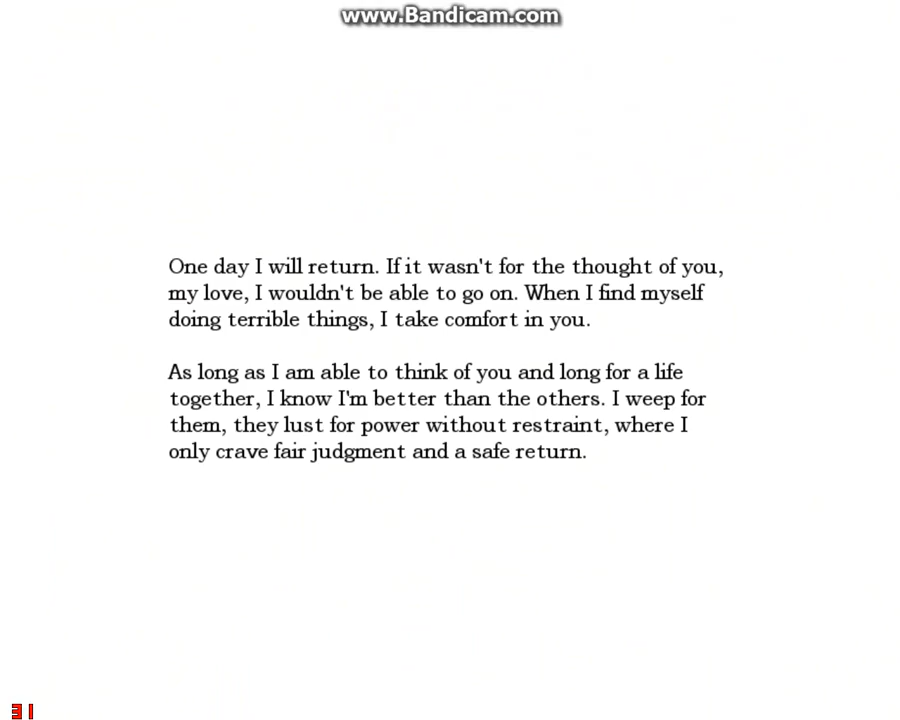 www.Bandicam.com
One day I will return. If it wasn't for the thought of you,
my love, I wouldn't be able to go on. When I find myself
doing terrible things, I take comfort in you.
As long as I am able to think of you and long for a life
together, I know I'm better than the others. I weep for
them, they lust for power without restraint, where I
only crave fair judgment and a safe return.
31